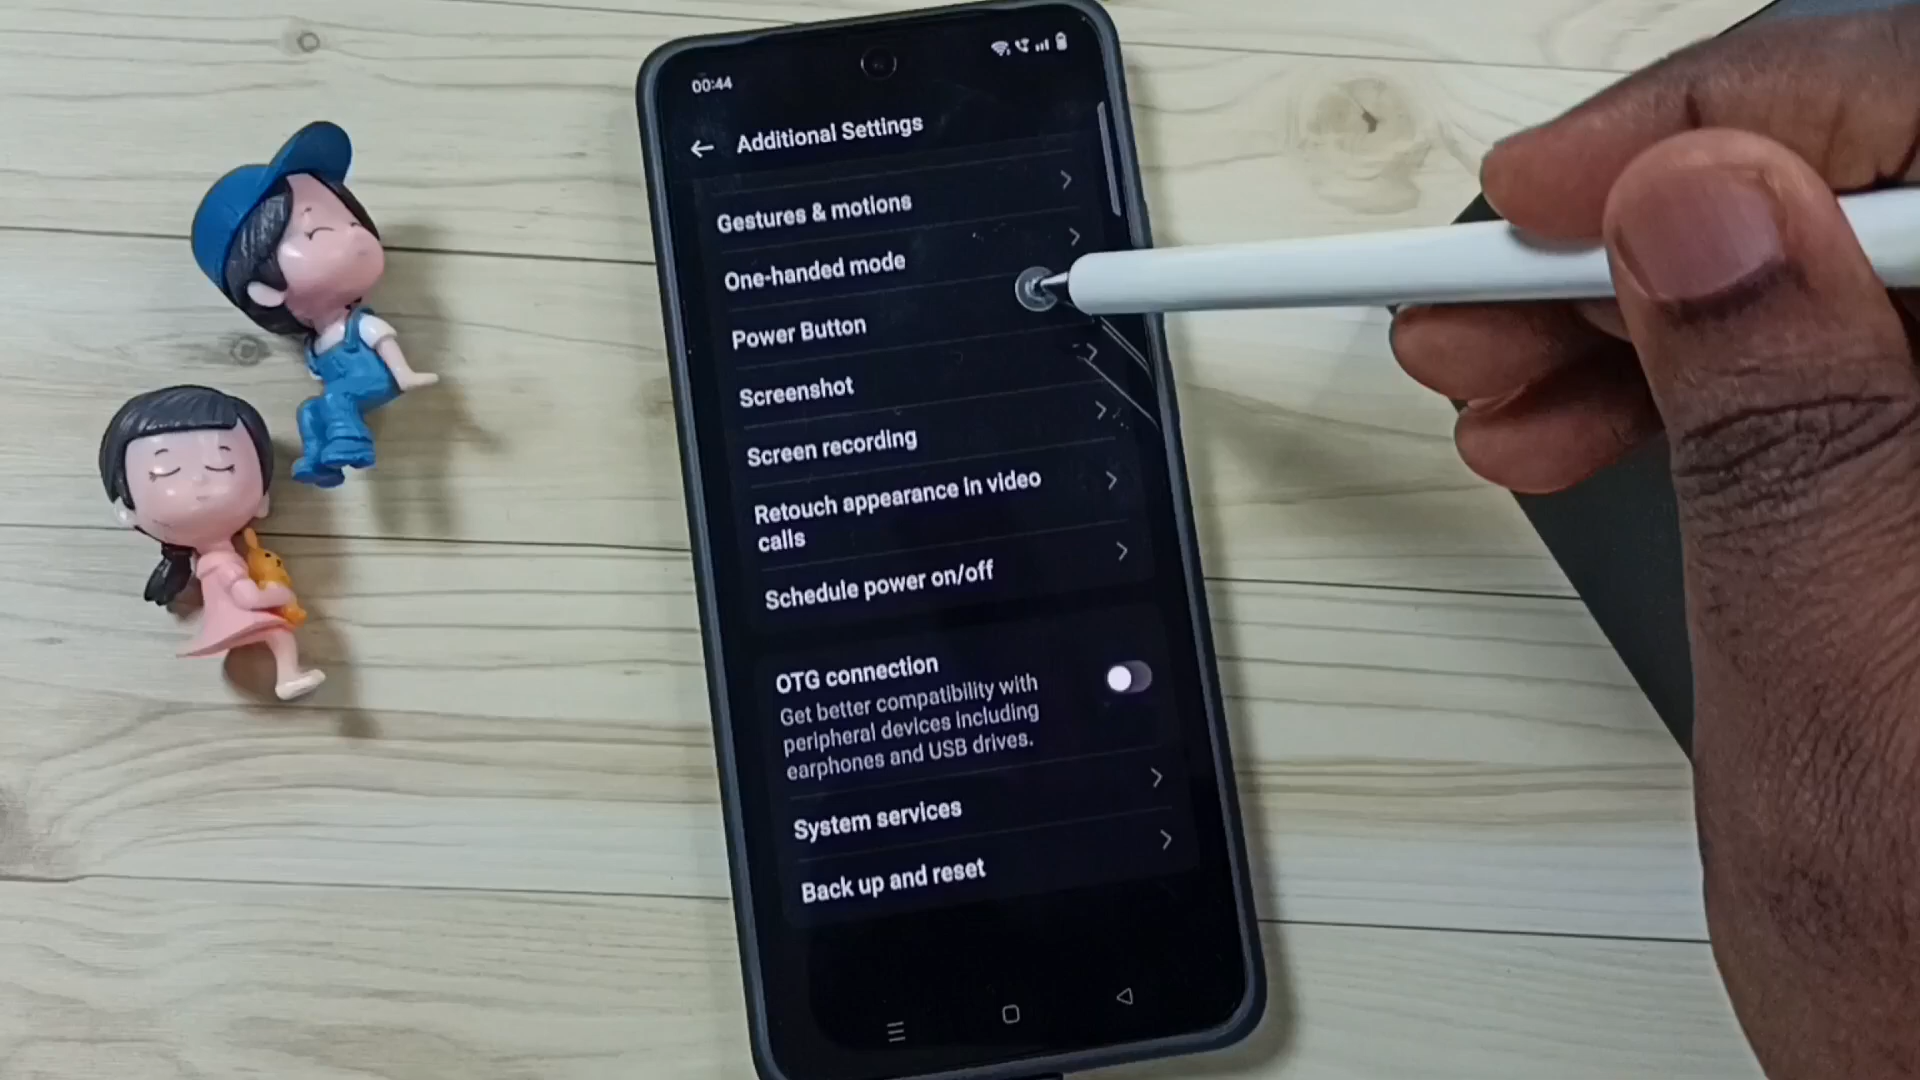 00:44
Additional Settings
Gestures & motions
One-handed mode
Power Button
Screenshot
Screen recording
Retouch appearance in video
calls
Schedule power on/off
OTG connection
Get better compatibility with
peripheral devices including
earphones and USB drives.
System services
Back up and reset